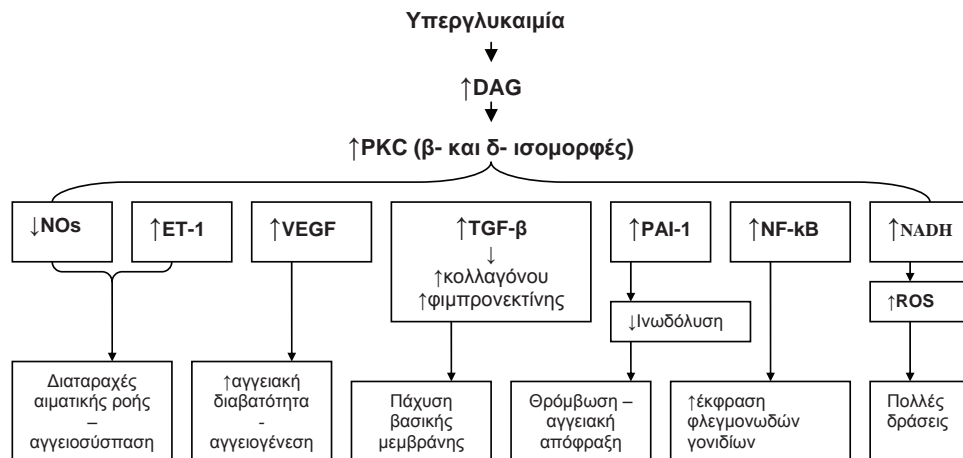 Υπεργλυκαιμία
↑DAG
↑PKC (β- και δ- ισομορφές)
↓NOs
↑ET-1
↑VEGF
↑TGF-β
↓
↑κολλαγόνου
↑φιμπρονεκτίνης
↑PAI-1
↑NF-kB
↑NADH
↓Ινωδόλυση
↑ROS
Διαταραχές
αιματικής ροής
–
αγγειοσύσπαση
↑αγγειακή
διαβατότητα
-
αγγειογένεση
Πάχυση
βασικής
μεμβράνης
Θρόμβωση –
αγγειακή
απόφραξη
↑έκφραση
φλεγμονωδών
γονιδίων
Πολλές
δράσεις